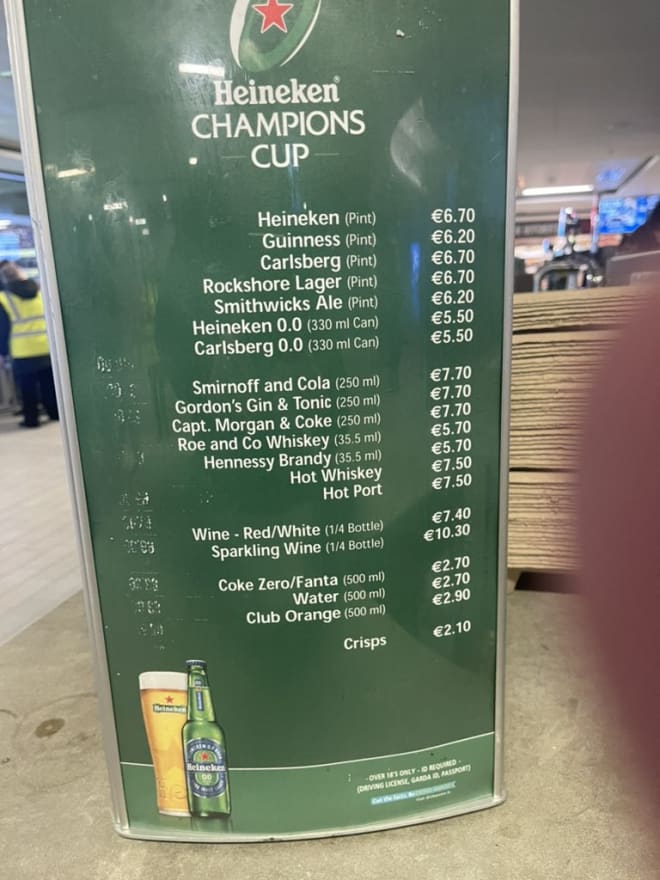 Heineken®
CHAMPIONS
CUP
Heineken (Pint) €6.70
Guinness (Pint) €6.20
Carlsberg (Pint) €6.70
Rockshore Lager (Pint) €6.70
Smithwicks Ale (Pint) €6.20
Heineken 0.0 (330 ml Can) €5.50
Carlsberg 0.0 (330 ml Can) €5.50
Smirnoff and Cola (250 ml) €7.70
Gordon's Gin & Tonic (250 ml) €7.70
Capt. Morgan & Coke (250 ml) €7.70
Roe and Co Whiskey (35.5 ml) €5.70
Hennessy Brandy (35.5 ml) €5.70
Hot Whiskey €7.50
Hot Port €7.50
Wine - Red/White (1/4 Bottle) €7.40
Sparkling Wine (1/4 Bottle) €10.30
Coke Zero/Fanta (500 ml) €2.70
Water (500 ml) €2.70
Club Orange (500 ml) €2.90
Crisps €2.10
Heineken
Heineken
0.0
- OVER 18'S ONLY - ID REQUIRED -
(DRIVING LICENSE, GARDA ID, PASSPORT)
Get the facts. Be